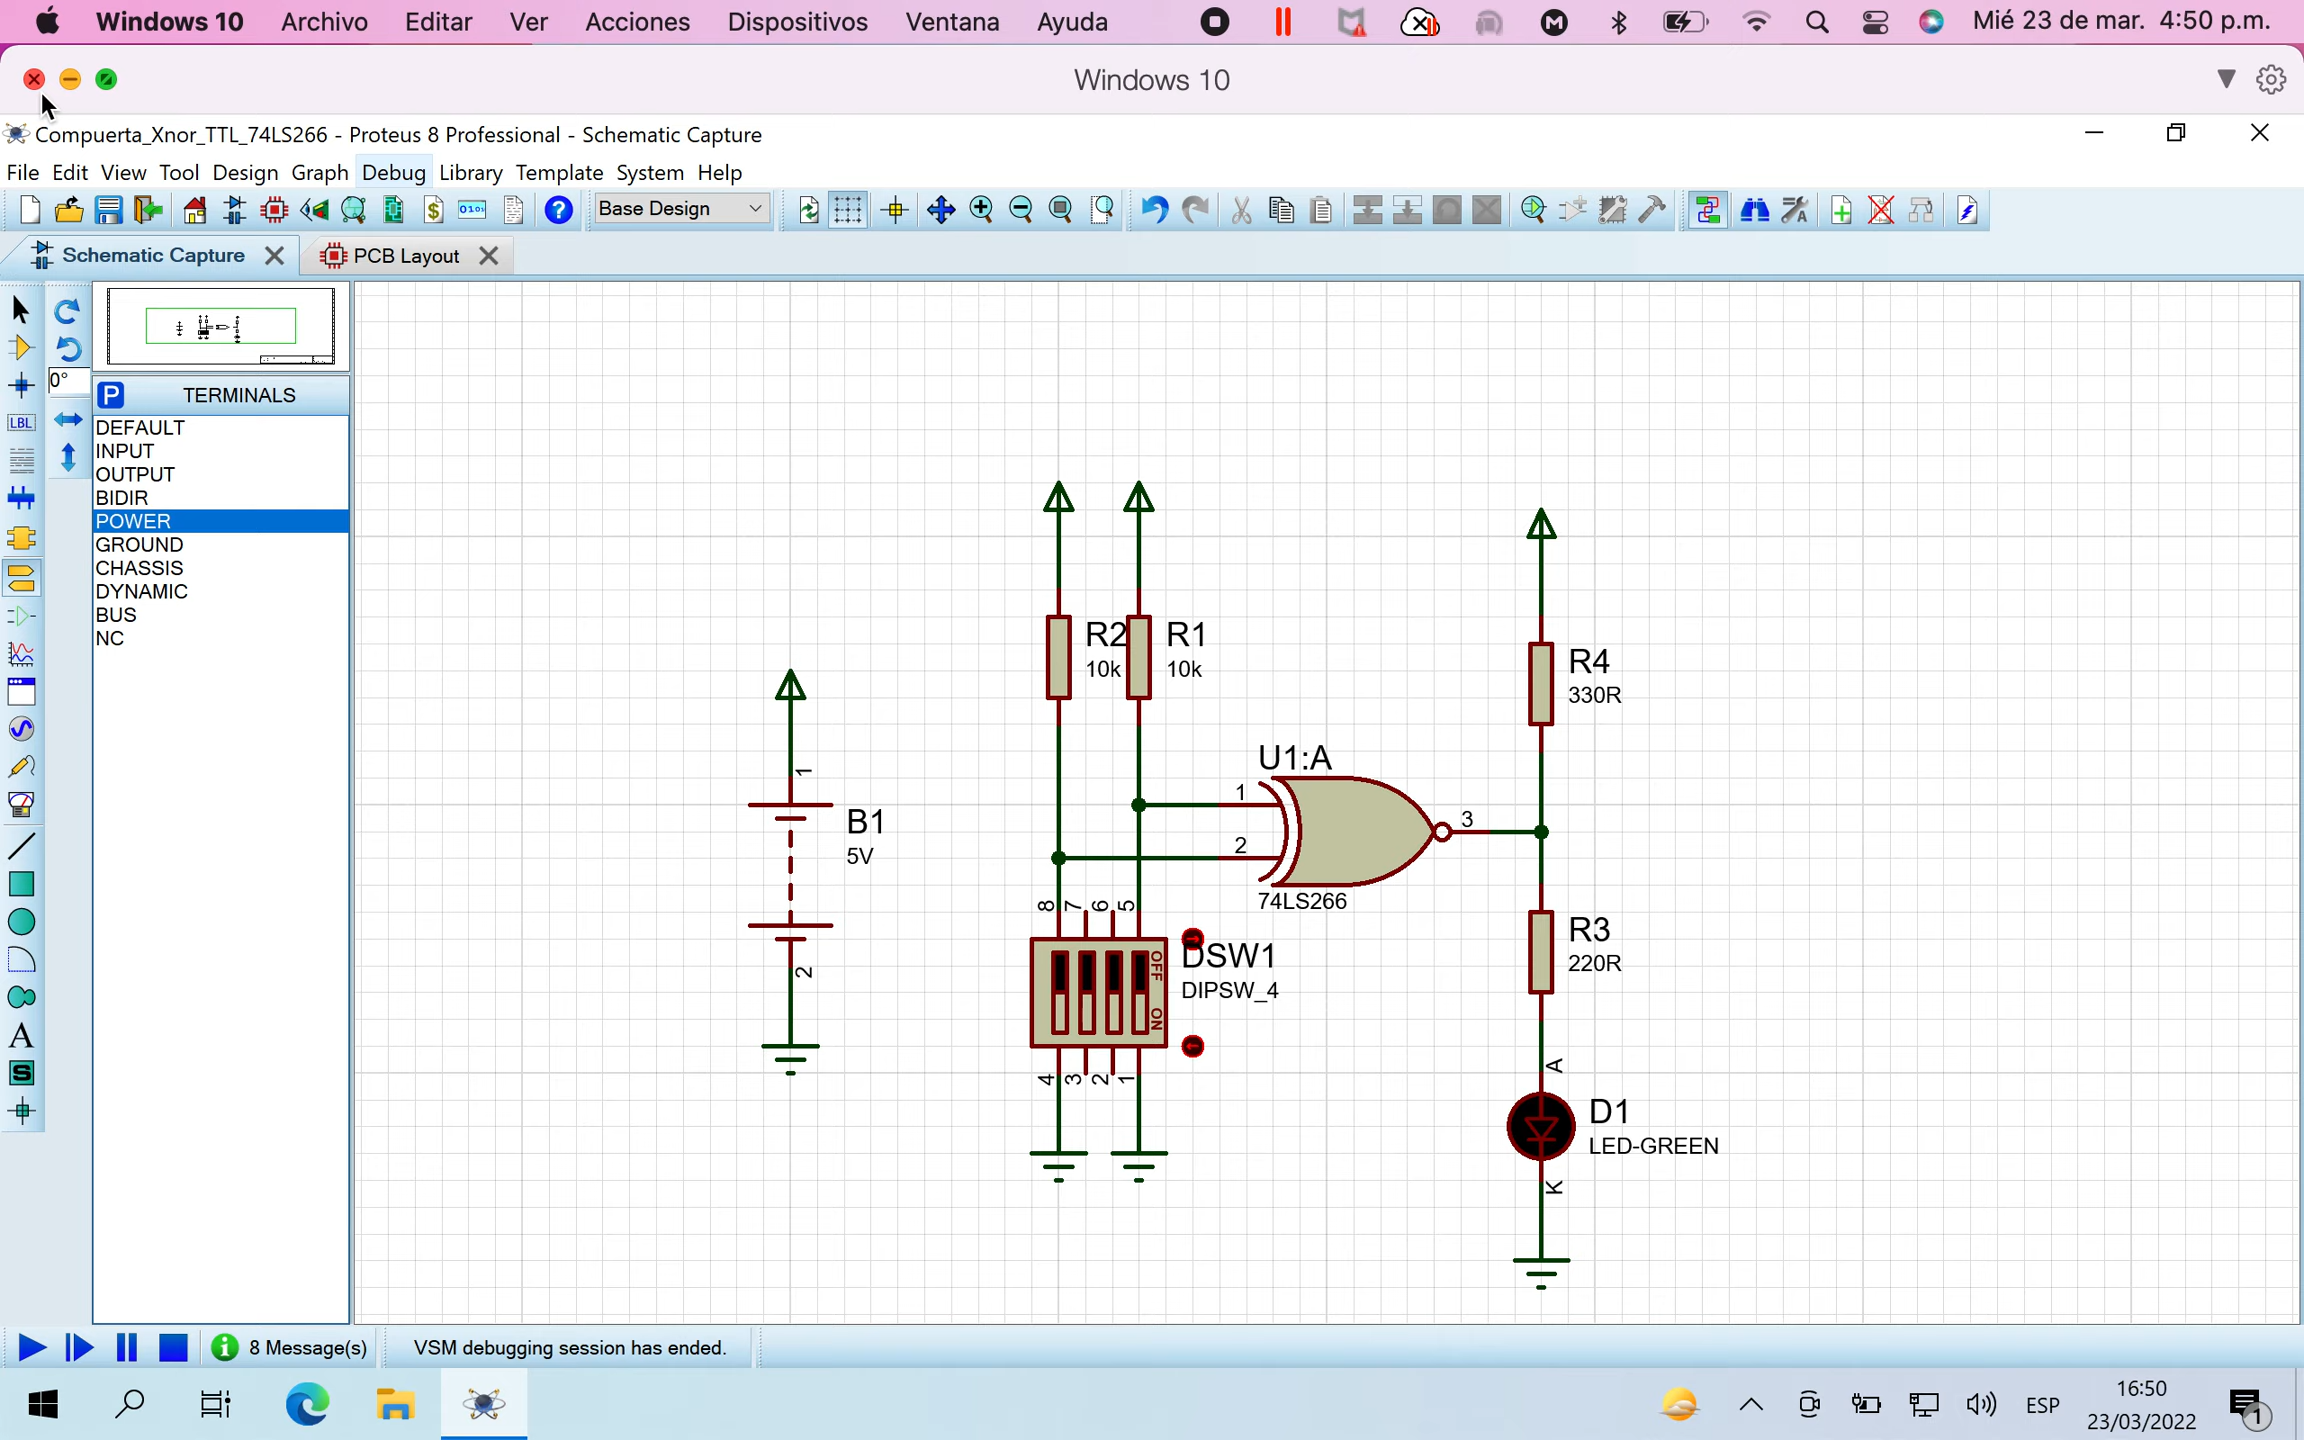 Windows 10 Archivo Editar Ver Acciones Dispositivos Ventana Ayuda Mié 23 de mar. 4:50 p.m.
Windows 10
Compuerta_Xnor_TTL_74LS266 - Proteus 8 Professional - Schematic Capture
File Edit View Tool Design Graph Debug Library Template System Help
Base Design
Schematic Capture PCB Layout
0°
P TERMINALS
LBL
DEFAULT
INPUT
OUTPUT
BIDIR
POWER
GROUND
CHASSIS
DYNAMIC
BUS
NC
A
S
R2
10k
R1
10k
R4
330R
1
B1
5V
2
U1:A
1
2
3
74LS266
8 7 6 5
OFF
ON
DSW1
DIPSW_4
4 3 2 1
R3
220R
A
D1
LED-GREEN
K
8 Message(s) VSM debugging session has ended.
ESP
16:50
23/03/2022
1